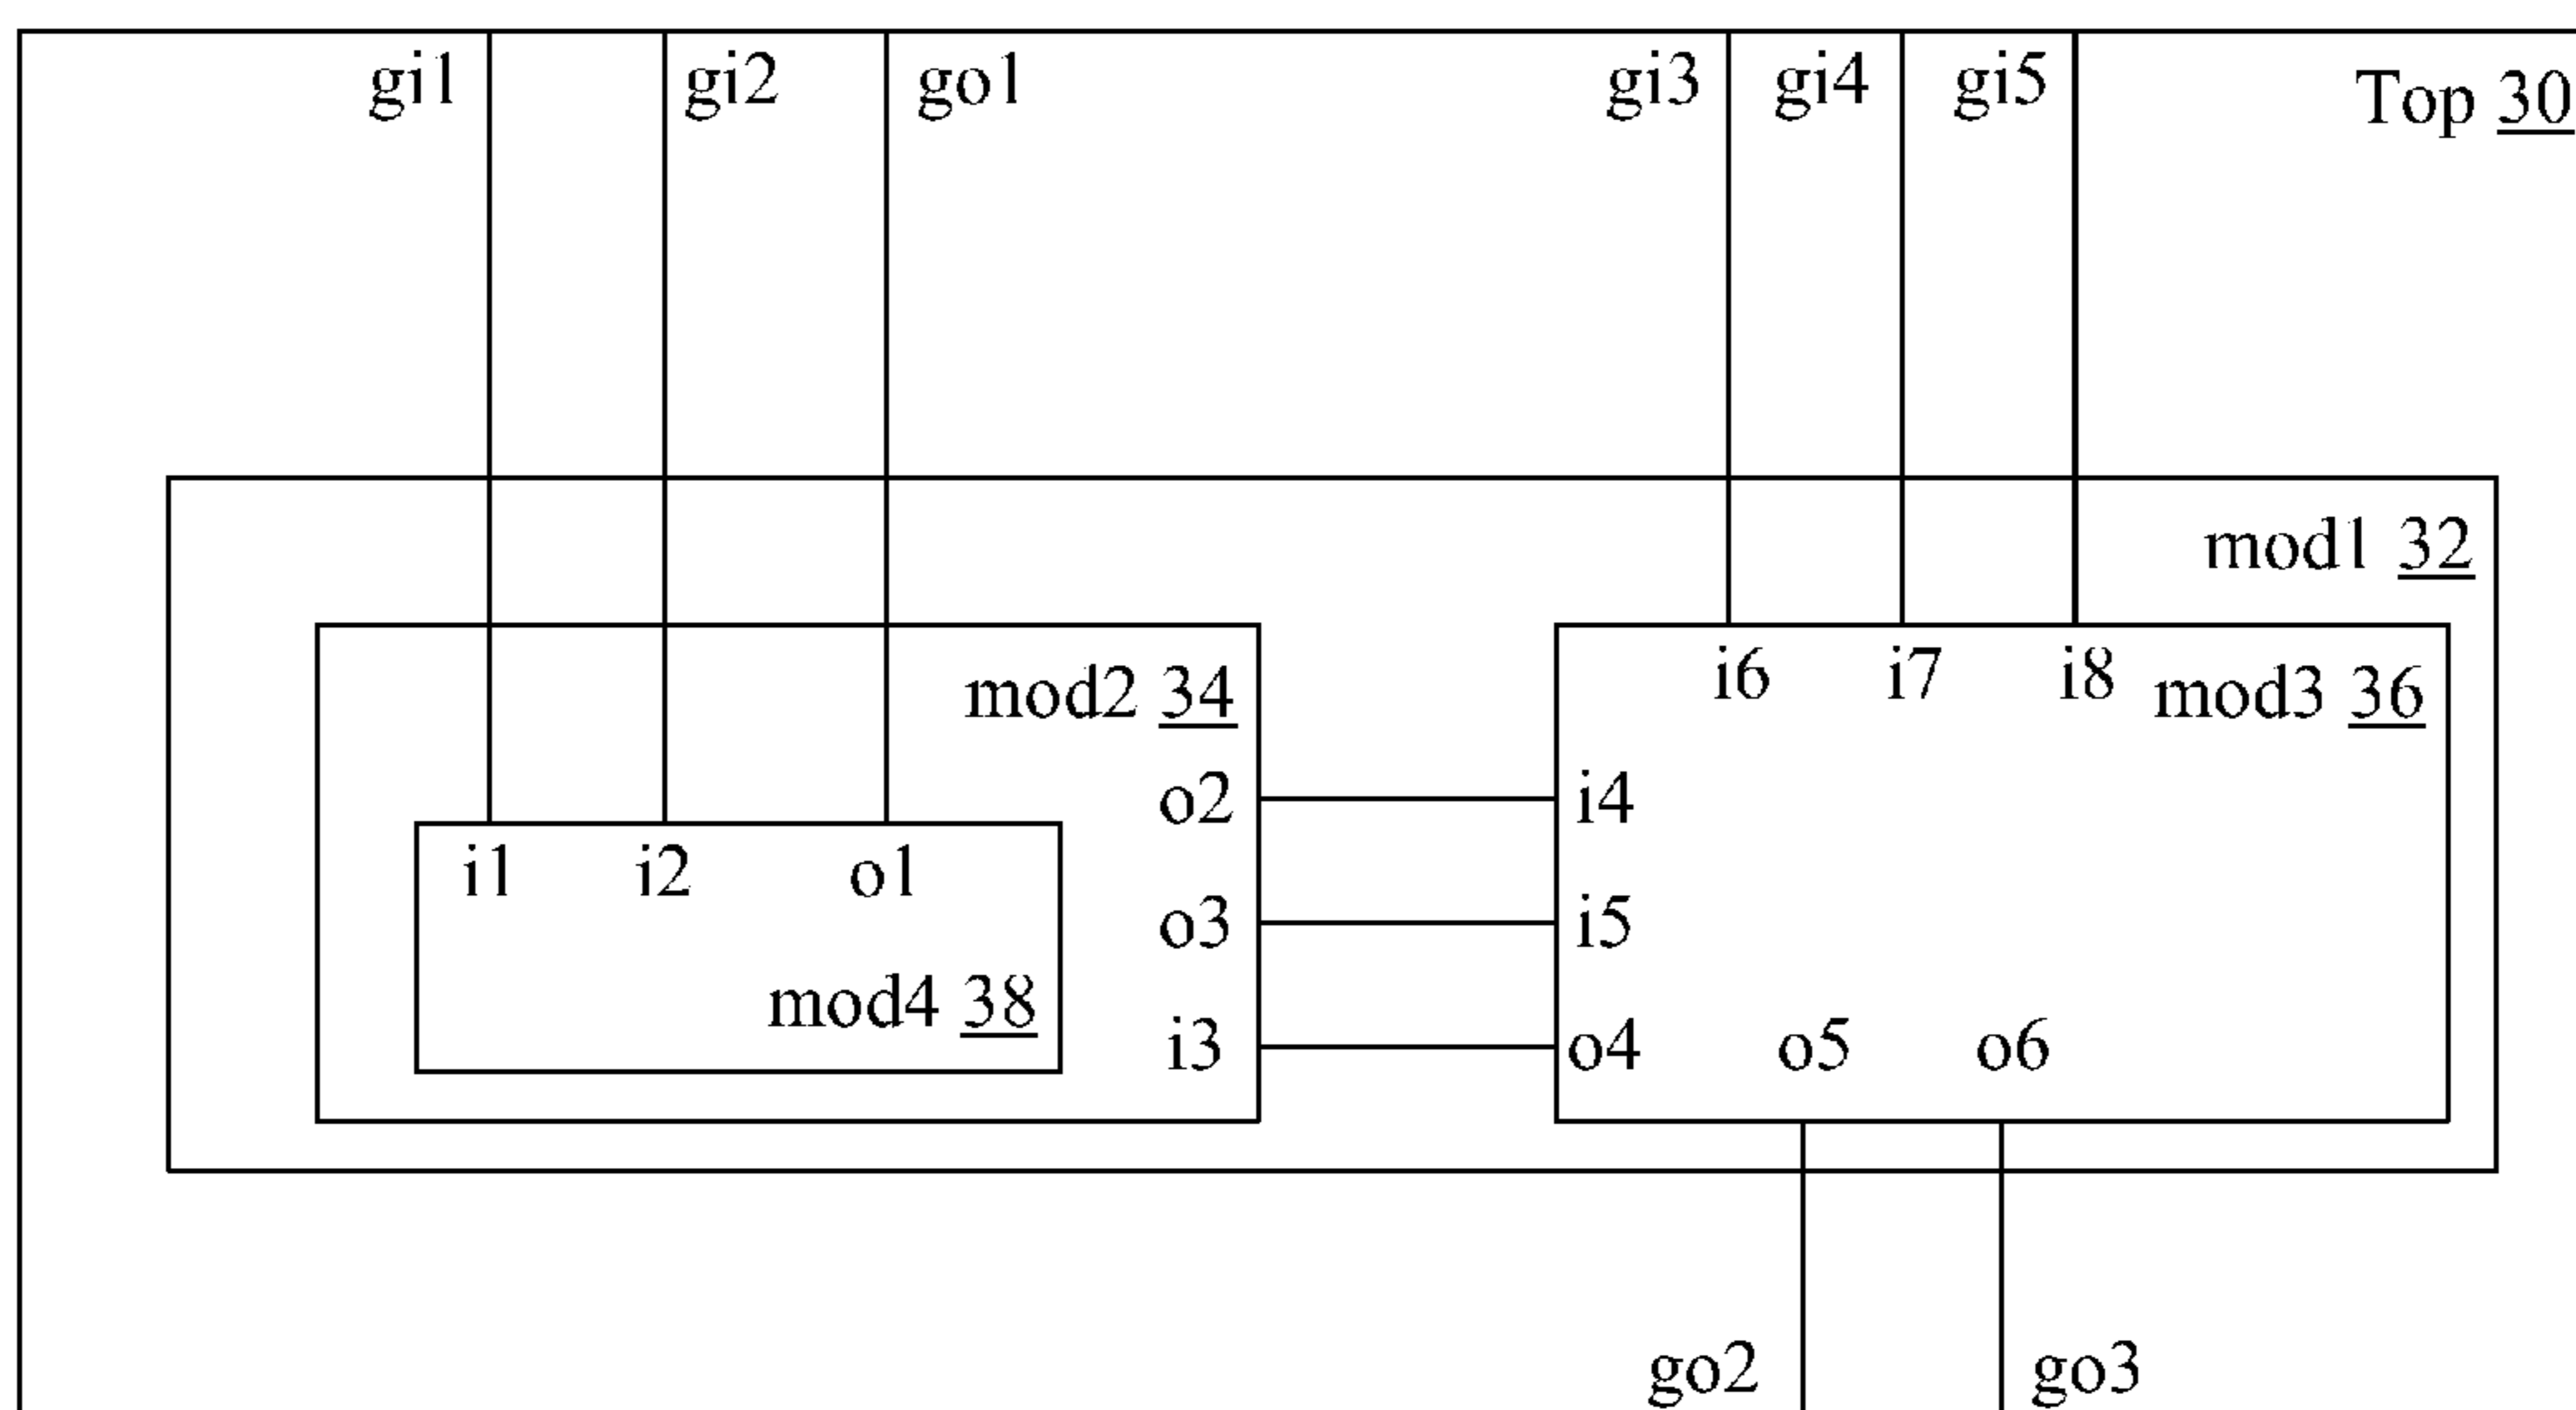 gi1 gi2 go1 gi3 gi4 gi5 Top 30
mod1 32
mod2 34 i6 i7 i8 mod3 36
o2 i4
i1 i2 o1
o3 i5
mod4 38
i3 o4 o5 o6
go2 go3